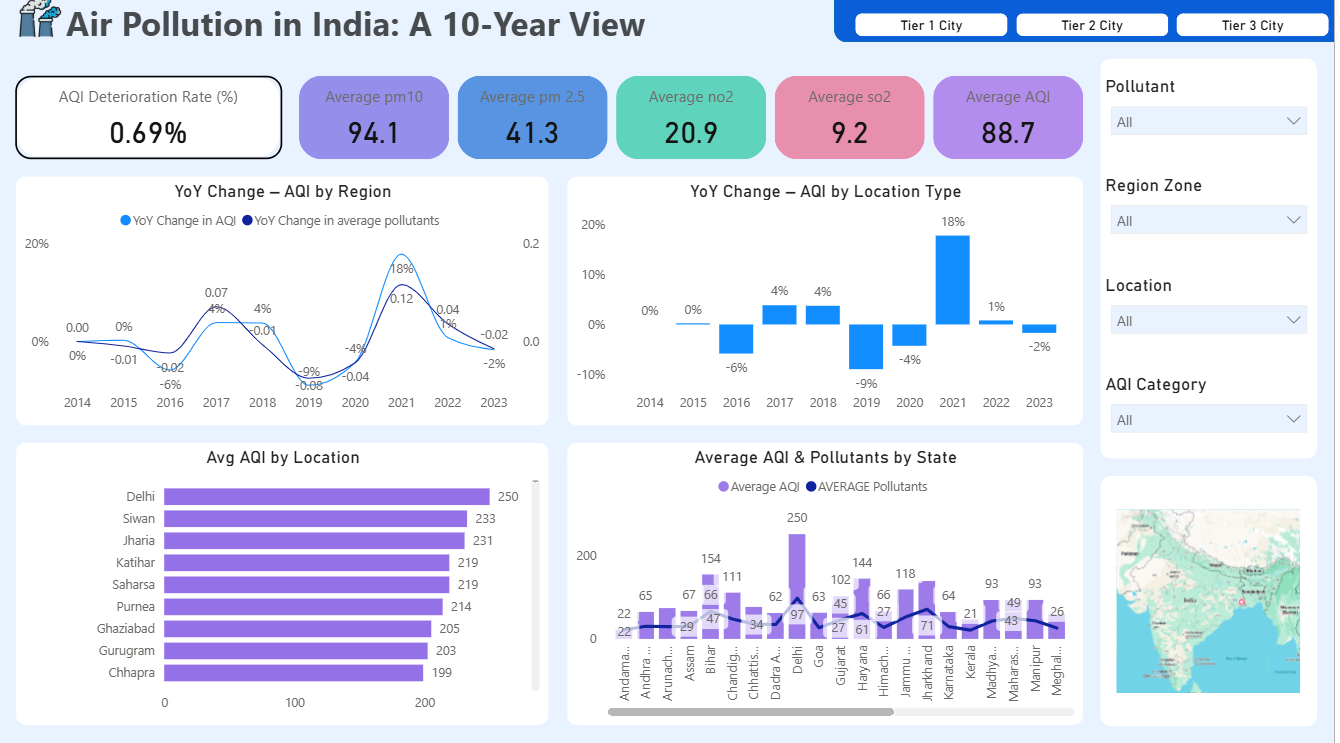 Air Pollution in India: A 10-Year View
Tier 1 City
Tier 2 City
Tier 3 City
AQI Deterioration Rate (%)
0.69%
Average pm10
94.1
Average pm 2.5
41.3
Average no2
20.9
Average so2
9.2
Average AQI
88.7
Pollutant
All
Region Zone
All
Location
All
AQI Category
All
YoY Change – AQI by Region
YoY Change in AQI YoY Change in average pollutants
20%
0%
0.2
0.0
0.00
0%
0%
-0.01
-0.02
-6%
0.07
4%
4%
-0.01
-9%
-0.08
-4%
-0.04
18%
0.12
0.04
1%
-0.02
-2%
2014 2015 2016 2017 2018 2019 2020 2021 2022 2023
YoY Change – AQI by Location Type
20%
10%
0%
-10%
0%
0%
-6%
4%
4%
-9%
-4%
18%
1%
-2%
2014 2015 2016 2017 2018 2019 2020 2021 2022 2023
Avg AQI by Location
Delhi 250
Siwan 233
Jharia 231
Katihar 219
Saharsa 219
Purnea 214
Ghaziabad 205
Gurugram 203
Chhapra 199
0 100 200
Average AQI & Pollutants by State
Average AQI AVERAGE Pollutants
200
0
22
22
65
67
29
154
66
47
111
34
62
250
97
63
102
45
27
144
61
66
27
118
71
64
21
93
49
43
93
26
Andama...
Andhra ...
Arunach...
Assam
Bihar
Chandig...
Chhattis...
Dadra A...
Delhi
Goa
Gujarat
Haryana
Himach...
Jammu ...
Jharkhand
Karnataka
Kerala
Madhya...
Maharas...
Manipur
Meghal...
India